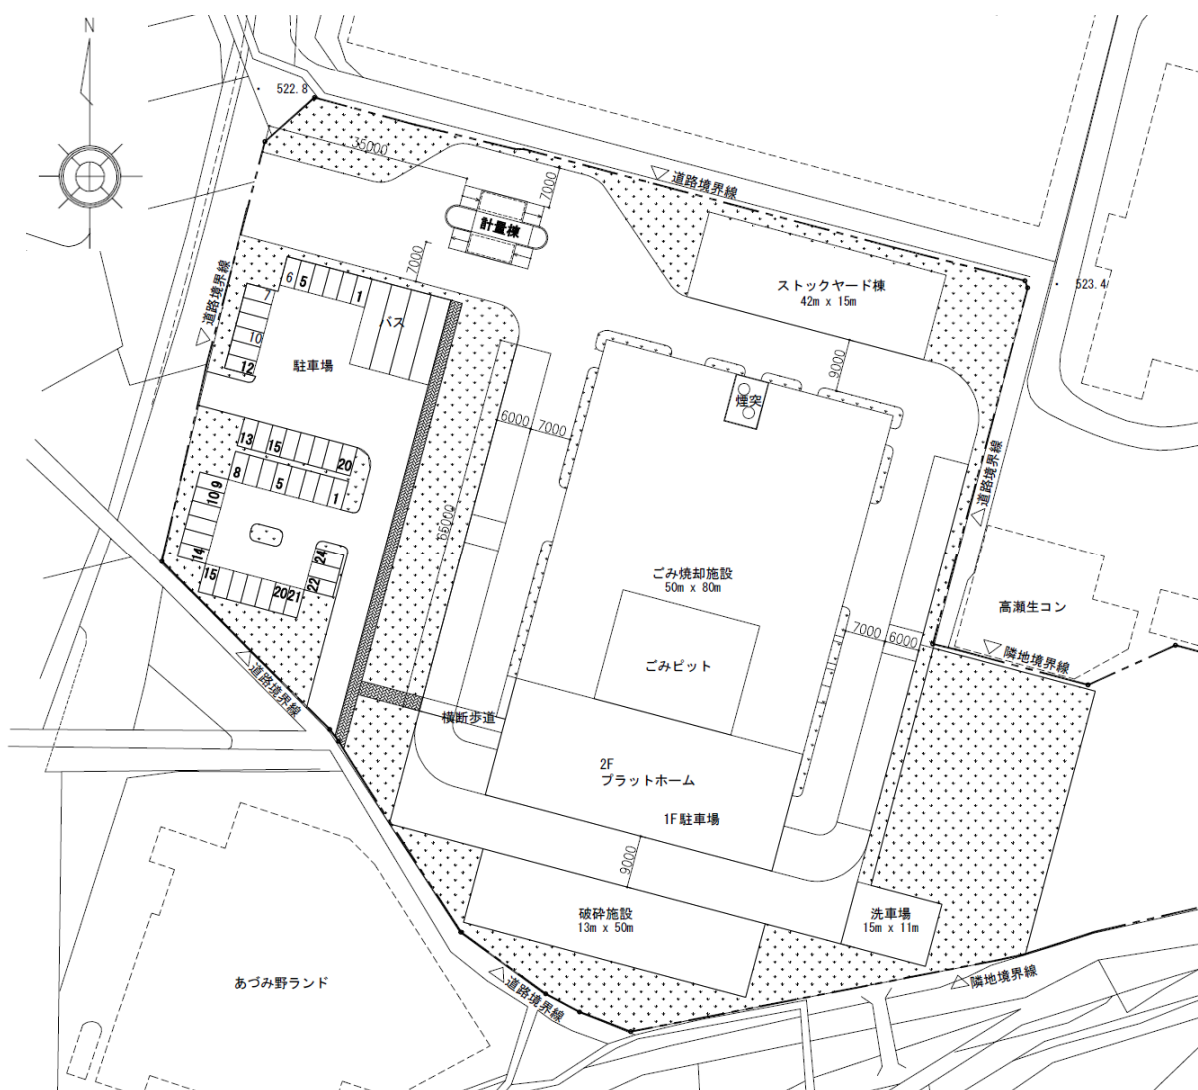 N
522.8
35000
道路境界線
7000
計量棟
道路境界線
7000
ストックヤード棟
42m x 15m
523.4
6
5
1
7
バス
10
12
駐車場
9000
煙突
6000
7000
13
15
20
8
5
1
9
10
14
15
20
21
22
24
65000
道路境界線
ごみ焼却施設
50m x 80m
高瀬生コン
7000
6000
隣地境界線
ごみピット
道路境界線
横断歩道
2F
プラットホーム
1F 駐車場
9000
破砕施設
13m x 50m
洗車場
15m x 11m
あづみ野ランド
道路境界線
隣地境界線